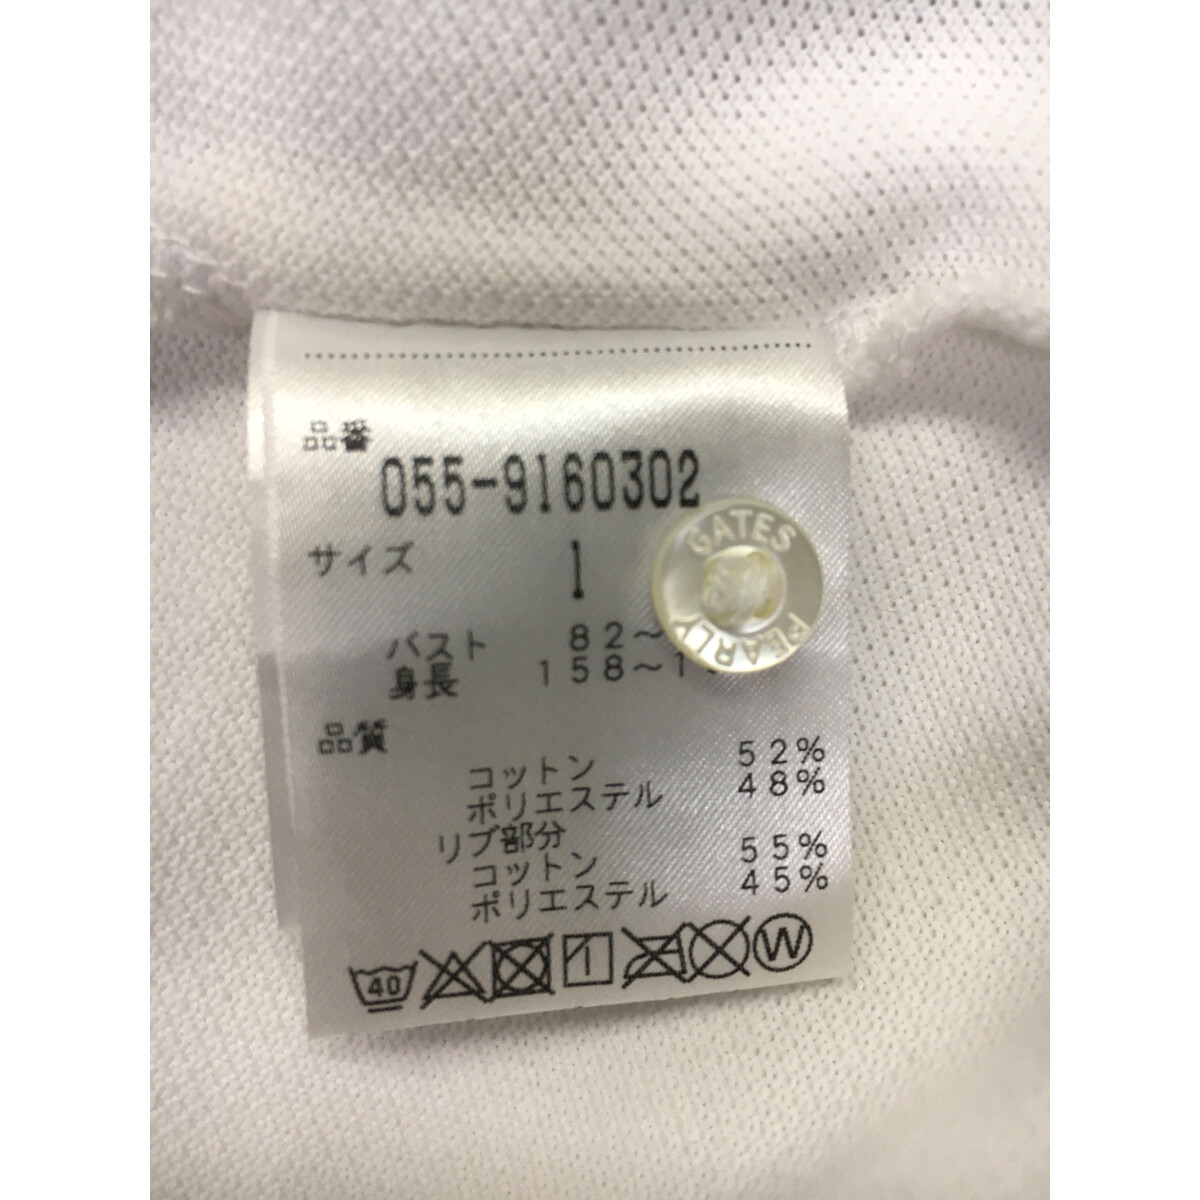 品番
055-9160302
サイズ 1
バスト 82～
身長 158～1
品質
コットン 52%
ポリエステル 48%
リブ部分
コットン 55%
ポリエステル 45%
40
W
GATES
PEARLY